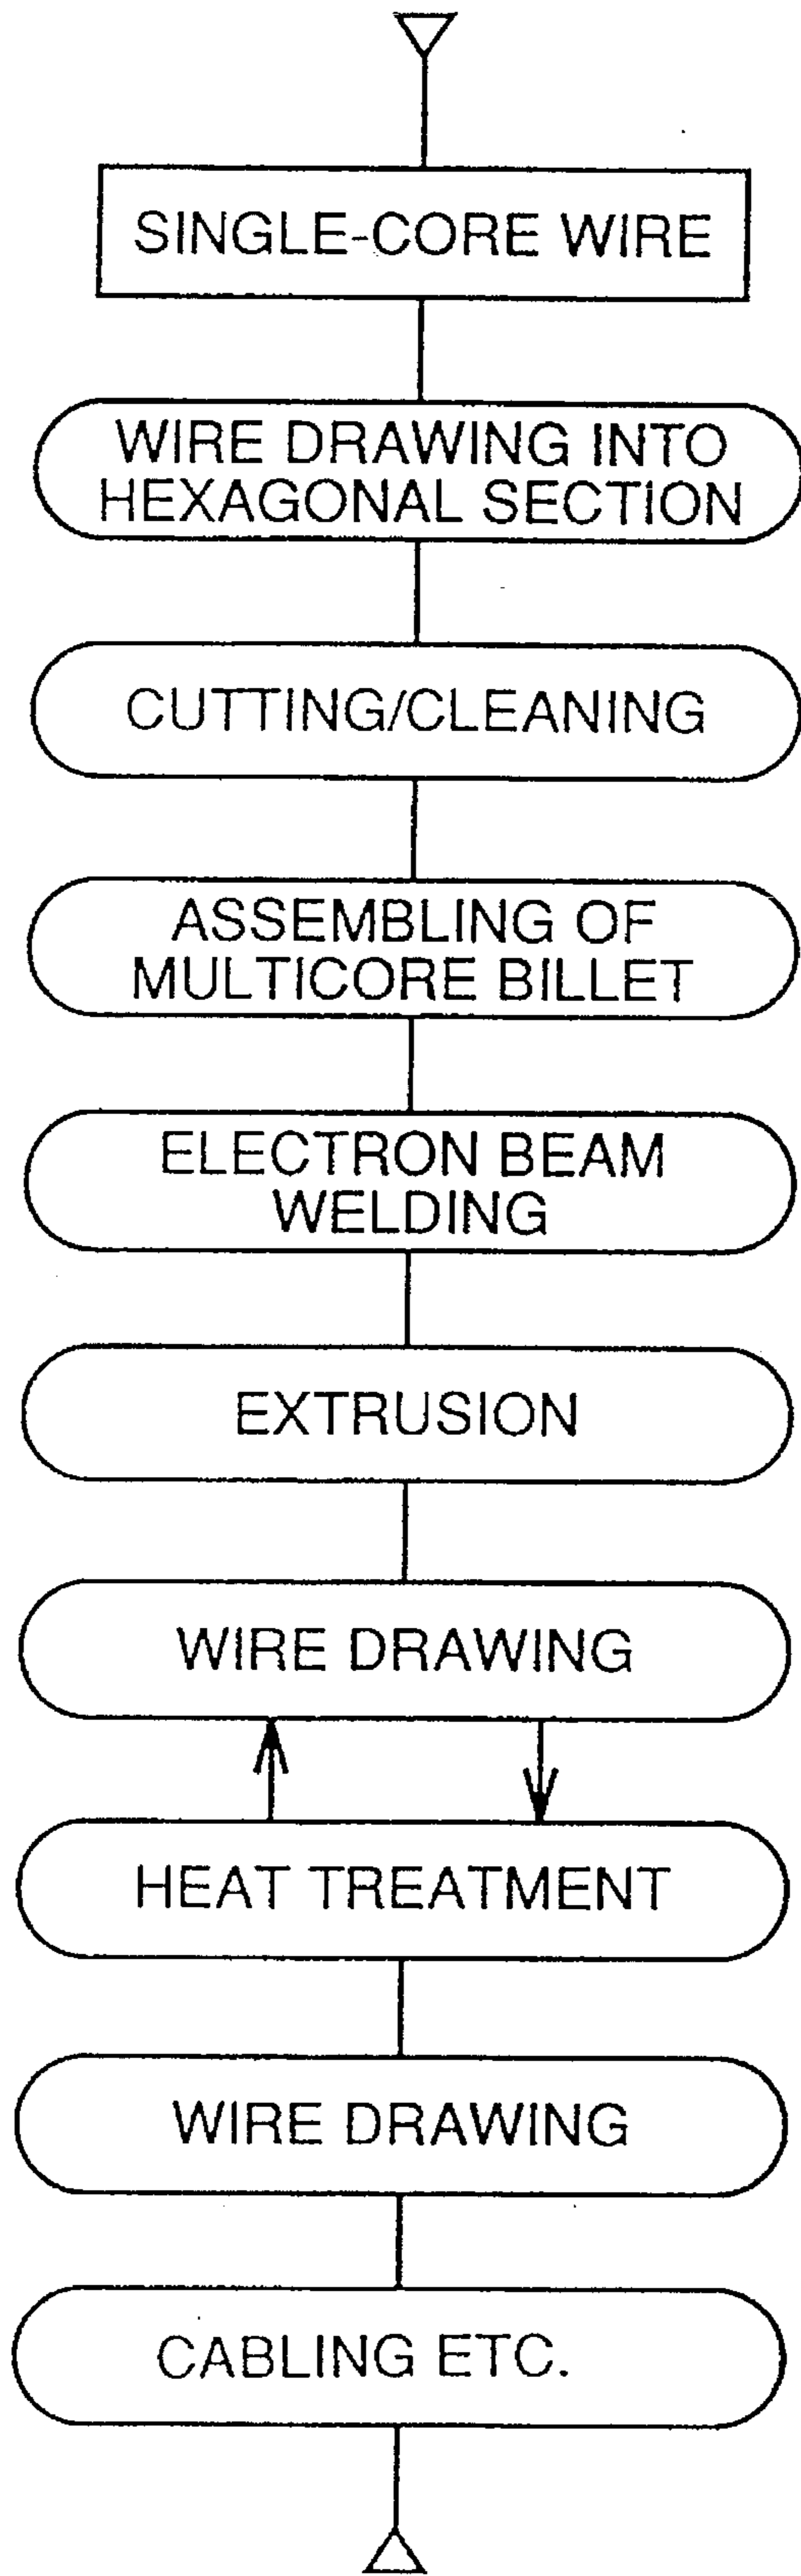 SINGLE-CORE WIRE
WIRE DRAWING INTO
HEXAGONAL SECTION
CUTTING/CLEANING
ASSEMBLING OF
MULTICORE BILLET
ELECTRON BEAM
WELDING
EXTRUSION
WIRE DRAWING
HEAT TREATMENT
WIRE DRAWING
CABLING ETC.